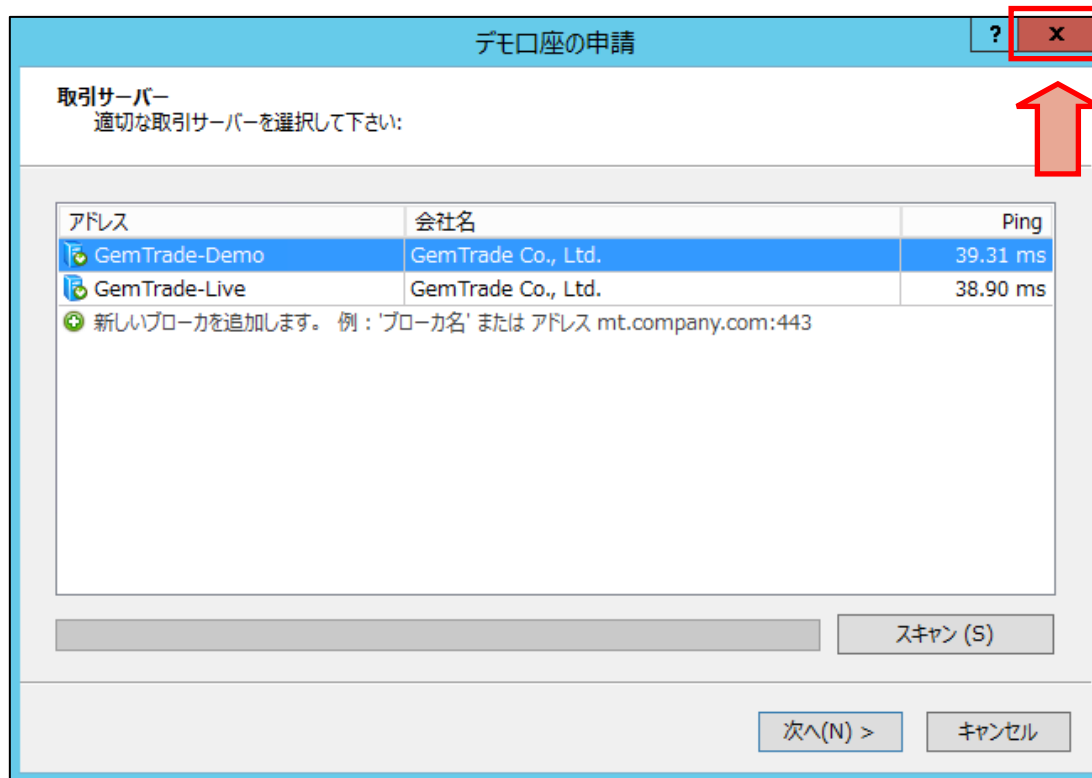 デモ口座の申請 ? x
取引サーバー
適切な取引サーバーを選択して下さい:
アドレス 会社名 Ping
GemTrade-Demo GemTrade Co., Ltd. 39.31 ms
GemTrade-Live GemTrade Co., Ltd. 38.90 ms
新しいブローカを追加します。 例：'ブローカ名' または アドレス mt.company.com:443
スキャン (S)
次へ(N) > キャンセル